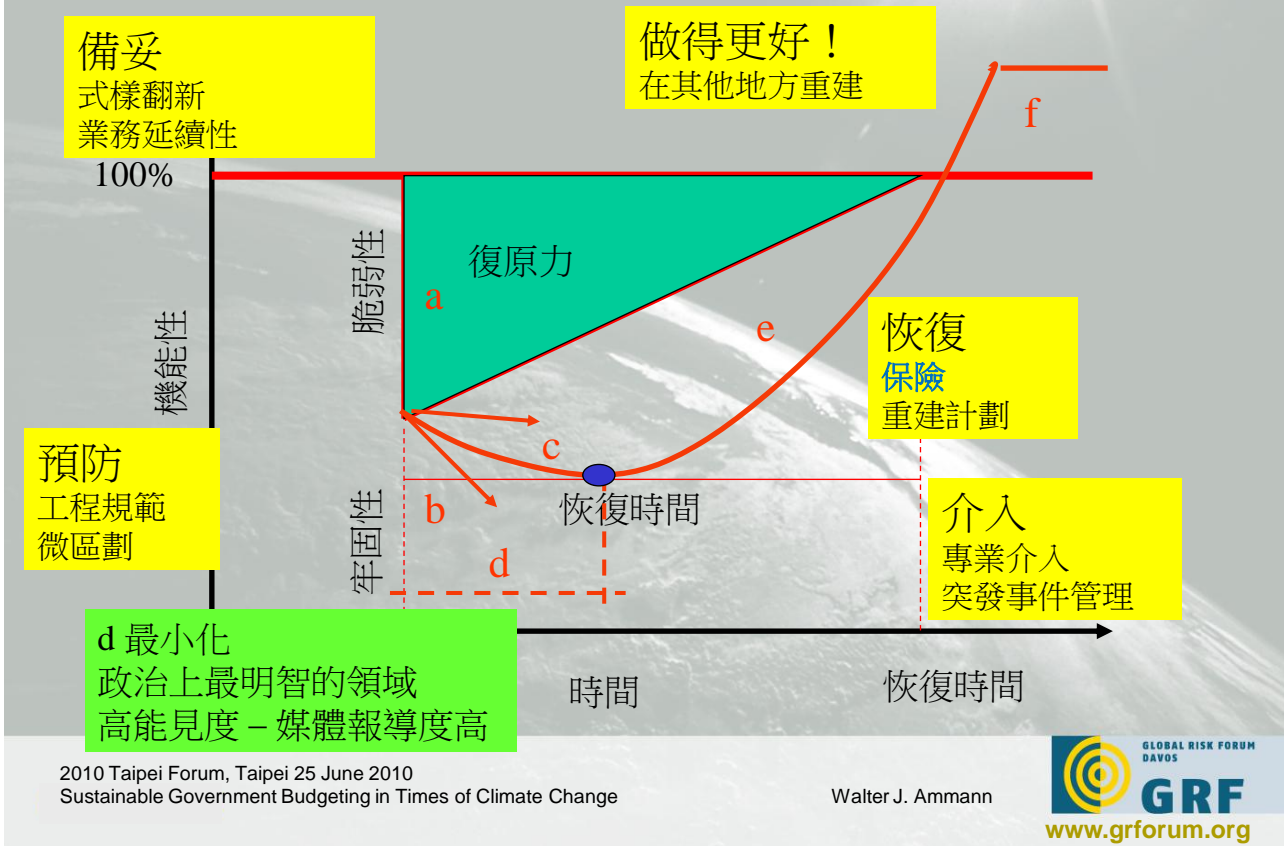 備妥
式樣翻新
業務延續性
做得更好！
在其他地方重建
f
100%
機能性
脆弱性
復原力
a
e
恢復
保險
重建計劃
c
b
預防
工程規範
微區劃
牢固性
恢復時間
d
介入
專業介入
突發事件管理
d 最小化
政治上最明智的領域
高能見度 – 媒體報導度高
時間
恢復時間
2010 Taipei Forum, Taipei 25 June 2010
Sustainable Government Budgeting in Times of Climate Change
Walter J. Ammann
GLOBAL RISK FORUM
DAVOS
GRF
www.grforum.org